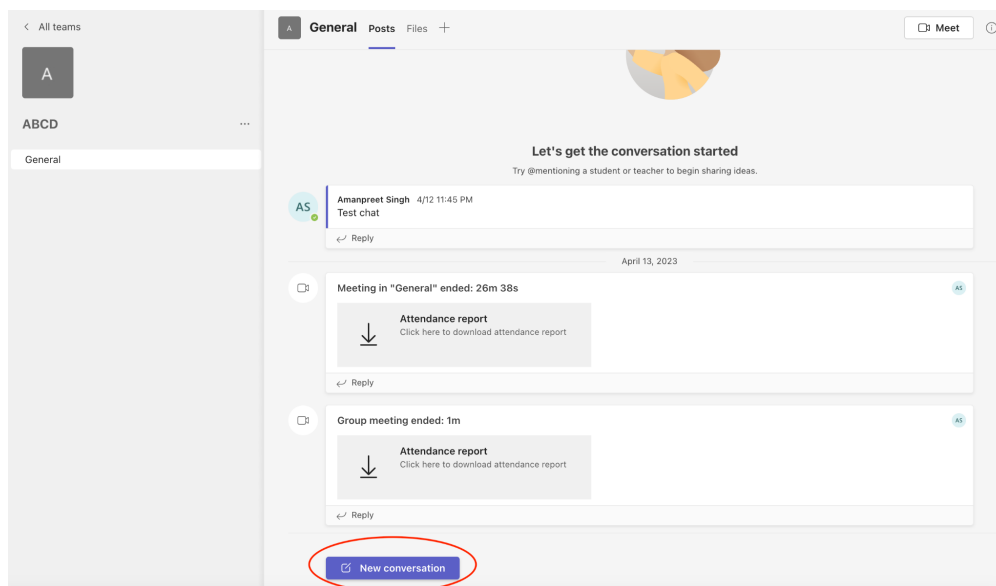 All teams
A
ABCD
...
General
A General Posts Files
Meet
Let's get the conversation started
Try @mentioning a student or teacher to begin sharing ideas.
AS
Amanpreet Singh 4/12 11:45 PM
Test chat
Reply
April 13, 2023
Meeting in "General" ended: 26m 38s
AS
Attendance report
Click here to download attendance report
Reply
Group meeting ended: 1m
AS
Attendance report
Click here to download attendance report
Reply
New conversation